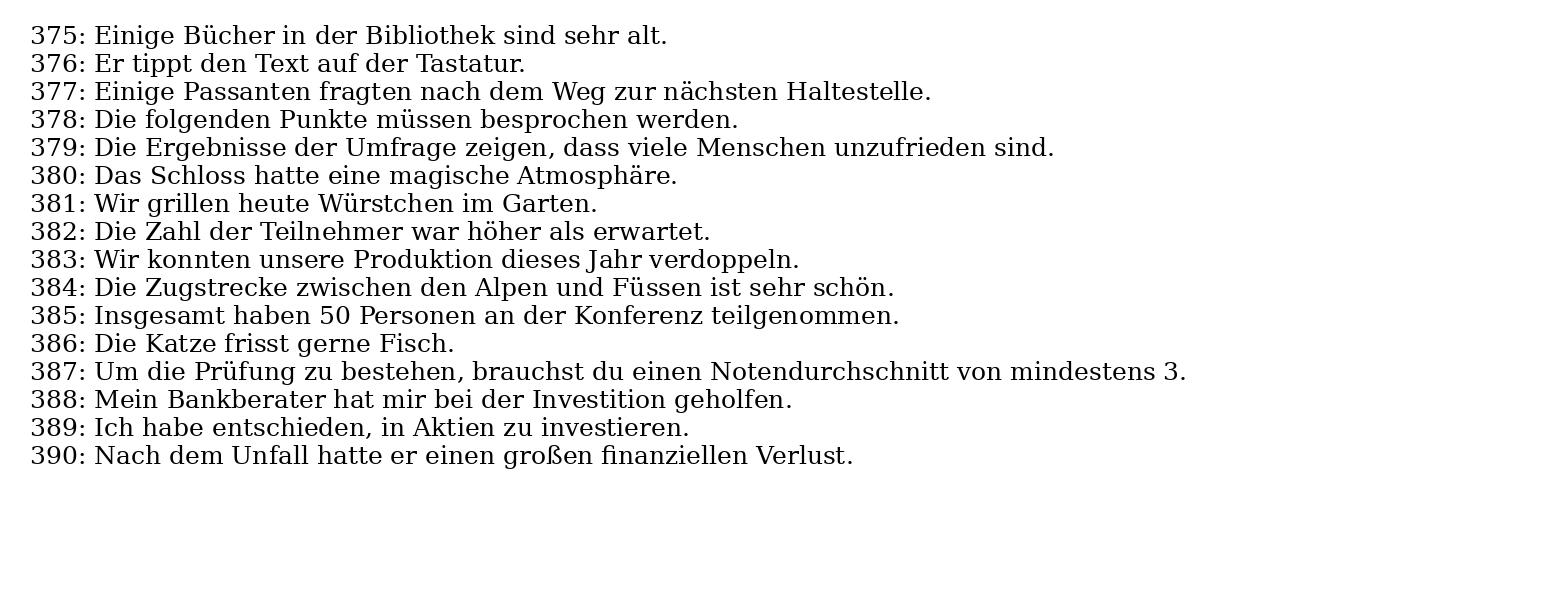 375: Einige Bücher in der Bibliothek sind sehr alt.
376: Er tippt den Text auf der Tastatur.
377: Einige Passanten fragten nach dem Weg zur nächsten Haltestelle.
378: Die folgenden Punkte müssen besprochen werden.
379: Die Ergebnisse der Umfrage zeigen, dass viele Menschen unzufrieden sind.
380: Das Schloss hatte eine magische Atmosphäre.
381: Wir grillen heute Würstchen im Garten.
382: Die Zahl der Teilnehmer war höher als erwartet.
383: Wir konnten unsere Produktion dieses Jahr verdoppeln.
384: Die Zugstrecke zwischen den Alpen und Füssen ist sehr schön.
385: Insgesamt haben 50 Personen an der Konferenz teilgenommen.
386: Die Katze frisst gerne Fisch.
387: Um die Prüfung zu bestehen, brauchst du einen Notendurchschnitt von mindestens 3.
388: Mein Bankberater hat mir bei der Investition geholfen.
389: Ich habe entschieden, in Aktien zu investieren.
390: Nach dem Unfall hatte er einen großen finanziellen Verlust.